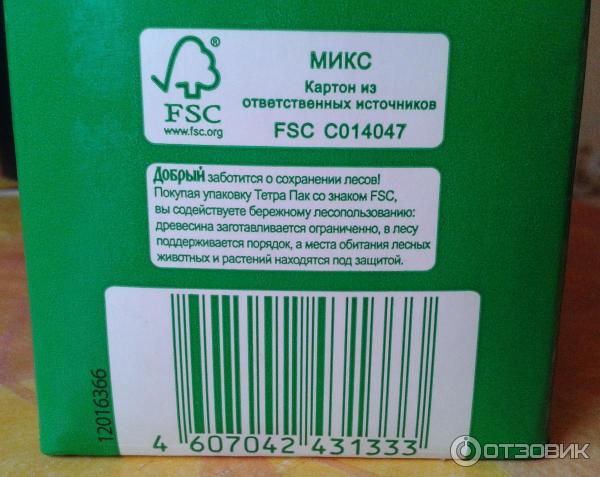 ®
FSC
www.fsc.org
МИКС
Картон из
ответственных источников
FSC C014047
ДОБРЫЙ заботится о сохранении лесов!
Покупая упаковку Тетра Пак со знаком FSC,
вы содействуете бережному лесопользованию:
древесина заготавливается ограниченно, в лесу
поддерживается порядок, а места обитания лесных
животных и растений находятся под защитой.
12016366
4 607042 431333
ОТЗОВИК